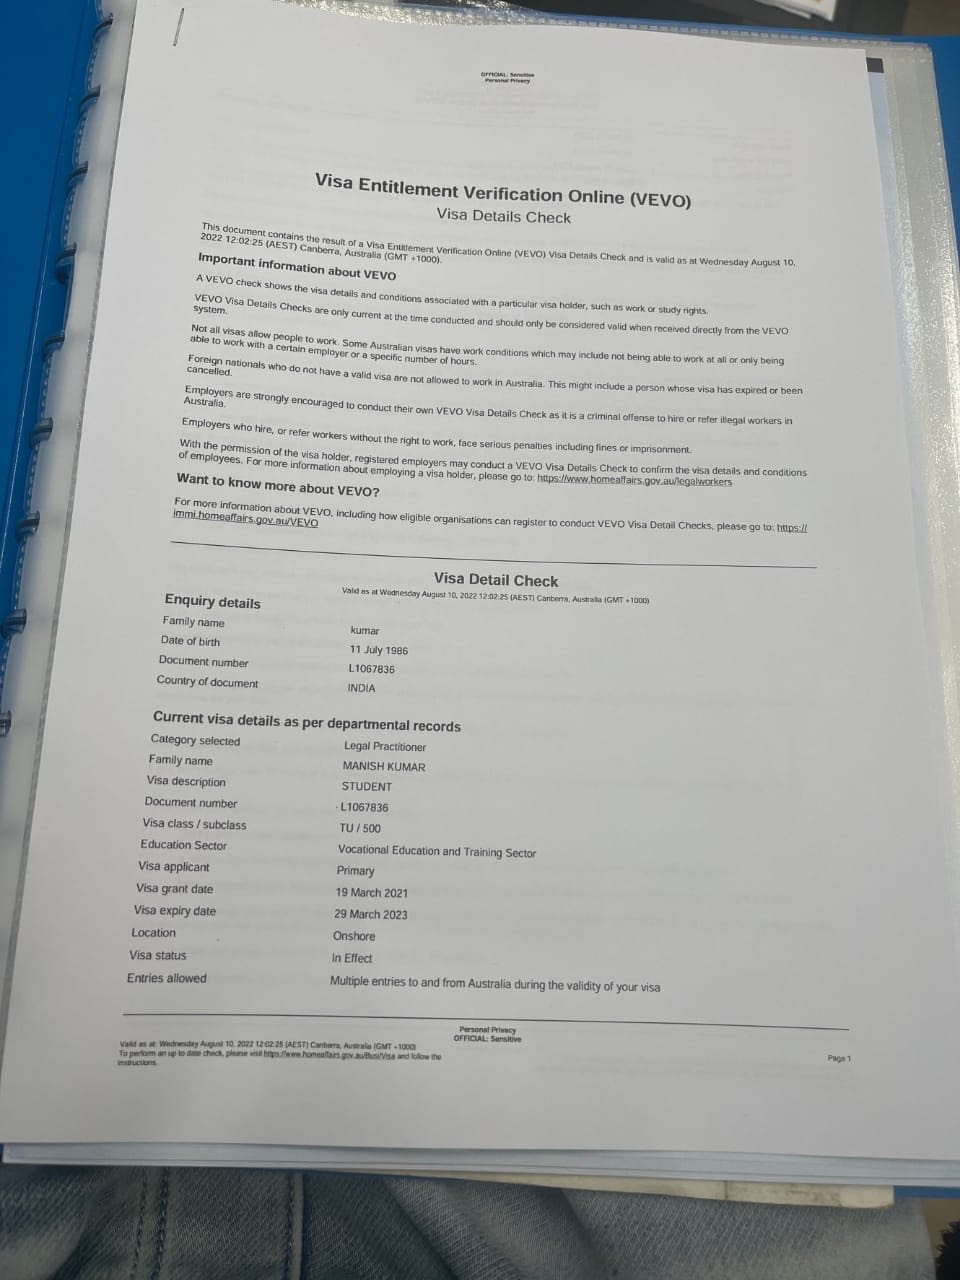 OFFICIAL: Sensitive
Personal Privacy
Visa Entitlement Verification Online (VEVO)
Visa Details Check
This document contains the result of a Visa Entitlement Verification Online (VEVO) Visa Details Check and is valid as at Wednesday August 10,
2022 12:02:25 (AEST) Canberra, Australia (GMT +1000).
Important information about VEVO
A VEVO check shows the visa details and conditions associated with a particular visa holder, such as work or study rights.
VEVO Visa Details Checks are only current at the time conducted and should only be considered valid when received directly from the VEVO
system.
Not all visas allow people to work. Some Australian visas have work conditions which may include not being able to work at all or only being
able to work with a certain employer or a specific number of hours.
Foreign nationals who do not have a valid visa are not allowed to work in Australia. This might include a person whose visa has expired or been
cancelled.
Employers are strongly encouraged to conduct their own VEVO Visa Details Check as it is a criminal offense to hire or refer illegal workers in
Australia.
Employers who hire, or refer workers without the right to work, face serious penalties including fines or imprisonment.
With the permission of the visa holder, registered employers may conduct a VEVO Visa Details Check to confirm the visa details and conditions
of employees. For more information about employing a visa holder, please go to: https://www.homeaffairs.gov.au/legalworkers
Want to know more about VEVO?
For more information about VEVO, including how eligible organisations can register to conduct VEVO Visa Detail Checks, please go to: https://
immi.homeaffairs.gov.au/VEVO
Visa Detail Check
Valid as at Wednesday August 10, 2022 12:02:25 (AEST) Canberra, Australia (GMT +1000)
Enquiry details
Family name kumar
Date of birth 11 July 1986
Document number L1067836
Country of document INDIA
Current visa details as per departmental records
Category selected Legal Practitioner
Family name MANISH KUMAR
Visa description STUDENT
Document number L1067836
Visa class / subclass TU / 500
Education Sector Vocational Education and Training Sector
Visa applicant Primary
Visa grant date 19 March 2021
Visa expiry date 29 March 2023
Location Onshore
Visa status In Effect
Entries allowed Multiple entries to and from Australia during the validity of your visa
Personal Privacy
OFFICIAL: Sensitive
Valid as at: Wednesday August 10, 2022 12:02:25 (AEST) Canberra, Australia (GMT +1000)
To perform an up to date check, please visit https://www.homeaffairs.gov.au/Busi/Visa and follow the
instructions.
Page 1